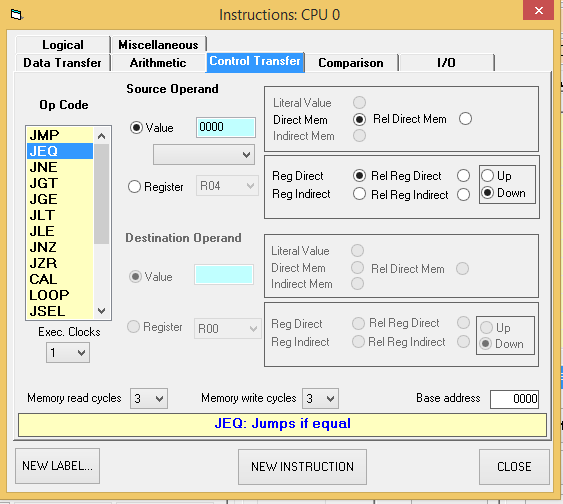 Instructions: CPU 0
Logical Miscellaneous
Data Transfer Arithmetic Control Transfer Comparison I/O
Op Code
JMP
JEQ
JNE
JGT
JGE
JLT
JLE
JNZ
JZR
CAL
LOOP
JSEL
Exec. Clocks
1
Source Operand
Value 0000
Register R04
Literal Value
Direct Mem Rel Direct Mem
Indirect Mem
Reg Direct Rel Reg Direct Up
Reg Indirect Rel Reg Indirect Down
Destination Operand
Value
Register R00
Literal Value
Direct Mem Rel Direct Mem
Indirect Mem
Reg Direct Rel Reg Direct Up
Reg Indirect Rel Reg Indirect Down
Memory read cycles 3 Memory write cycles 3 Base address 0000
JEQ: Jumps if equal
NEW LABEL... NEW INSTRUCTION CLOSE